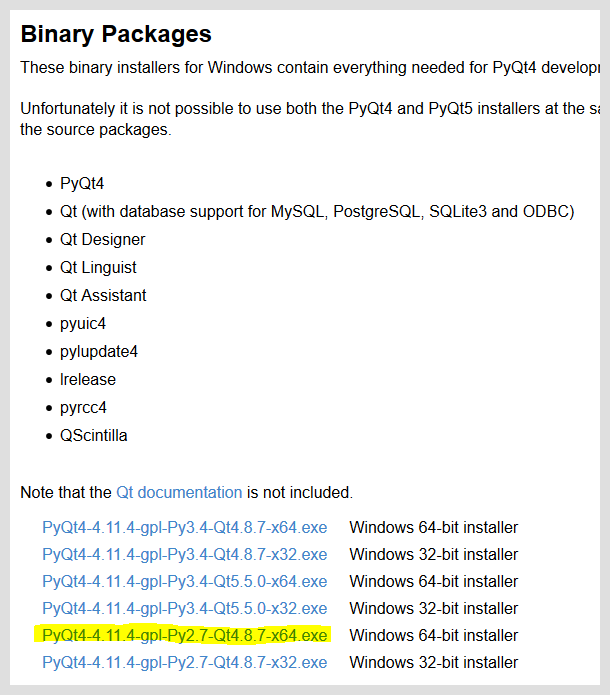 Binary Packages
These binary installers for Windows contain everything needed for PyQt4
Unfortunately it is not possible to use both the PyQt4 and PyQt5 installers at the
the source packages.
PyQt4
Qt (with database support for MySQL, PostgreSQL, SQLite3 and ODBC)
Qt Designer
Qt Linguist
Qt Assistant
pyuic4
pylupdate4
lrelease
pyrcc4
QScintilla
Note that the Qt documentation is not included.
PyQt4-4.11.4-gpl-Py3.4-Qt4.8.7-x64.exe Windows 64-bit installer
PyQt4-4.11.4-gpl-Py3.4-Qt4.8.7-x32.exe Windows 32-bit installer
PyQt4-4.11.4-gpl-Py3.4-Qt5.5.0-x64.exe Windows 64-bit installer
PyQt4-4.11.4-gpl-Py3.4-Qt5.5.0-x32.exe Windows 32-bit installer
PyQt4-4.11.4-gpl-Py2.7-Qt4.8.7-x64.exe Windows 64-bit installer
PyQt4-4.11.4-gpl-Py2.7-Qt4.8.7-x32.exe Windows 32-bit installer